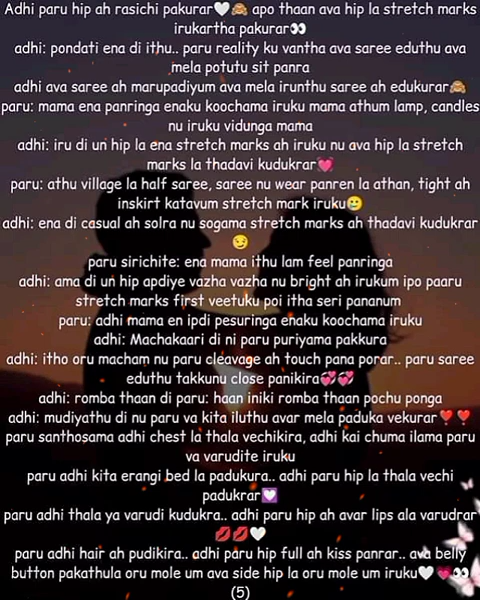 Adhi paru hip ah rasichi pakurar🤍🙈 apo thaan ava hip la stretch marks
irukartha pakurar👀
adhi: pondati ena di ithu.. paru reality ku vantha ava saree eduthu ava
mela potutu sit panra
adhi ava saree ah marupadiyum ava mela irunthu saree ah edukurar🙈
paru: mama ena panringa enaku koochama iruku mama athum lamp, candles
nu iruku vidunga mama
adhi: iru di un hip la ena stretch marks ah iruku nu ava hip la stretch
marks la thadavi kudukrar💓
paru: athu village la half saree, saree nu wear panren la athan, tight ah
inskirt katavum stretch mark iruku🥲
adhi: ena di casual ah solra nu sogama stretch marks ah thadavi kudukrar
😏
paru sirichite: ena mama ithu lam feel panringa
adhi: ama di un hip apdiye vazha vazha nu bright ah irukum ipo paaru
stretch marks first veetuku poi itha seri pananum
paru: adhi mama en ipdi pesuringa enaku koochama iruku
adhi: Machakaari di ni paru puriyama pakkura
adhi: itho oru macham nu paru cleavage ah touch pana porar.. paru saree
eduthu takkunu close panikira💞💞
adhi: romba thaan di paru: haan iniki romba thaan pochu ponga
adhi: mudiyathu di nu paru va kita iluthu avar mela paduka vekurar❣️❣️
paru santhosama adhi chest la thala vechikira, adhi kai chuma ilama paru
va varudite iruku
paru adhi kita erangi bed la padukura.. adhi paru hip la thala vechi
padukrar💟
paru adhi thala ya varudi kudukra.. adhi paru hip ah avar lips ala varudrar
💋💋🤍
paru adhi hair ah pudikira.. adhi paru hip full ah kiss panrar.. ava belly
button pakathula oru mole um ava side hip la oru mole um iruku🤍💗👀
(5)